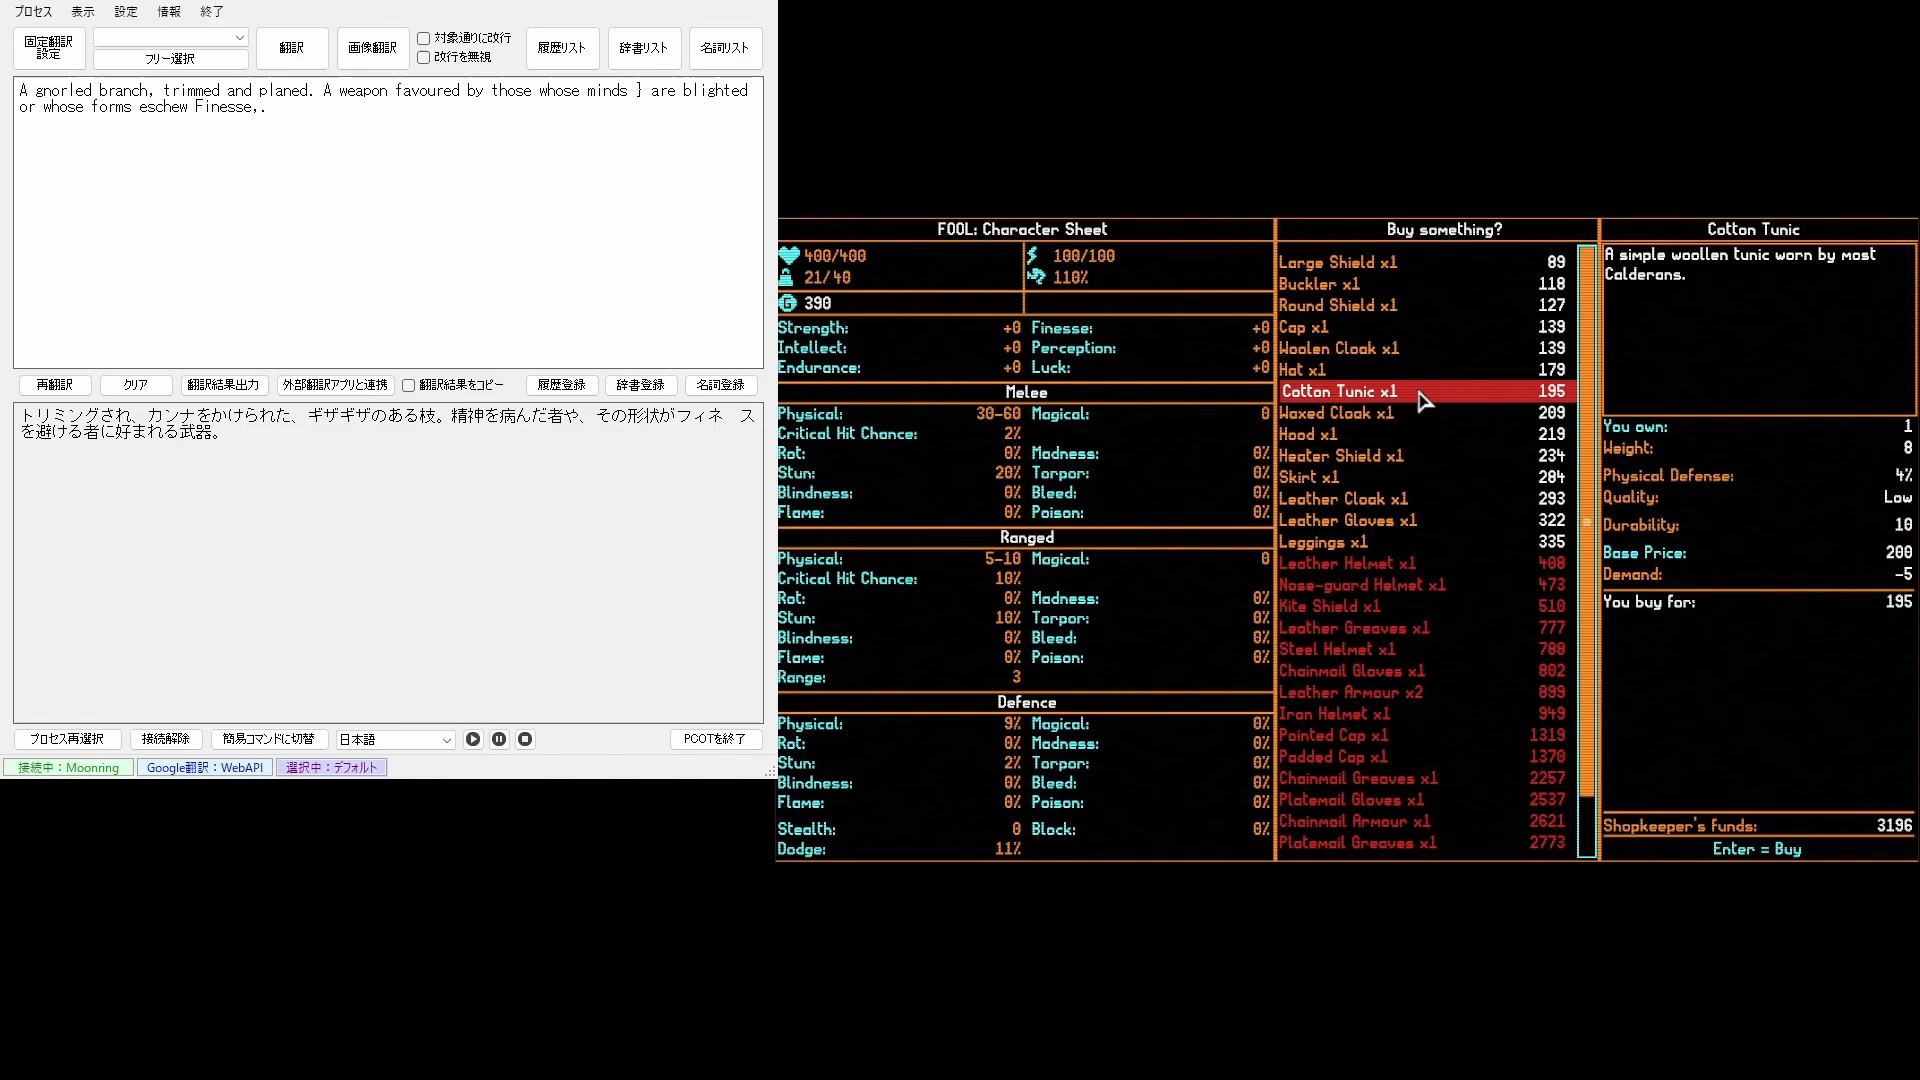 プロセス 表示 設定 情報 終了
固定翻訳
設定
フリー選択
翻訳
画像翻訳
対象通りに改行
改行を無視
履歴リスト
辞書リスト
名詞リスト
A gnorled branch, trimmed and planed. A weapon favoured by those whose minds } are blighted
or whose forms eschew Finesse,.
再翻訳 クリア 翻訳結果出力 外部翻訳アプリと連携 翻訳結果をコピー 履歴登録 辞書登録 名詞登録
トリミングされ、カンナをかけられた、ギザギザのある枝。精神を病んだ者や、その形状がフィネ ス
を避ける者に好まれる武器。
プロセス再選択 接続解除 簡易コマンドに切替 日本語 PCOTを終了
接続中：Moonring Google翻訳：WebAPI 選択中：デフォルト
FOOL: Character Sheet
400/400 100/100
21/40 110%
G 390
Strength: +0 Finesse: +0
Intellect: +0 Perception: +0
Endurance: +0 Luck: +0
Melee
Physical: 30-60 Magical: 0
Critical Hit Chance: 2%
Rot: 0% Madness: 0%
Stun: 20% Torpor: 0%
Blindness: 0% Bleed: 0%
Flame: 0% Poison: 0%
Ranged
Physical: 5-10 Magical: 0
Critical Hit Chance: 10%
Rot: 0% Madness: 0%
Stun: 10% Torpor: 0%
Blindness: 0% Bleed: 0%
Flame: 0% Poison: 0%
Range: 3
Defence
Physical: 9% Magical: 0%
Rot: 0% Madness: 0%
Stun: 2% Torpor: 0%
Blindness: 0% Bleed: 0%
Flame: 0% Poison: 0%
Stealth: 0 Block: 0%
Dodge: 11%
Buy something?
Large Shield x1 89
Buckler x1 118
Round Shield x1 127
Cap x1 139
Woolen Cloak x1 139
Hat x1 179
Cotton Tunic x1 195
Waxed Cloak x1 209
Hood x1 219
Heater Shield x1 234
Skirt x1 284
Leather Cloak x1 293
Leather Gloves x1 322
Leggings x1 335
Leather Helmet x1 408
Nose-guard Helmet x1 473
Kite Shield x1 510
Leather Greaves x1 777
Steel Helmet x1 788
Chainmail Gloves x1 802
Leather Armour x2 899
Iron Helmet x1 949
Pointed Cap x1 1319
Padded Cap x1 1370
Chainmail Greaves x1 2257
Platemail Gloves x1 2537
Chainmail Armour x1 2621
Platemail Greaves x1 2773
Cotton Tunic
A simple woollen tunic worn by most
Calderans.
You own: 1
Weight: 8
Physical Defense: 4%
Quality: Low
Durability: 10
Base Price: 200
Demand: -5
You buy for: 195
Shopkeeper's funds: 3196
Enter = Buy